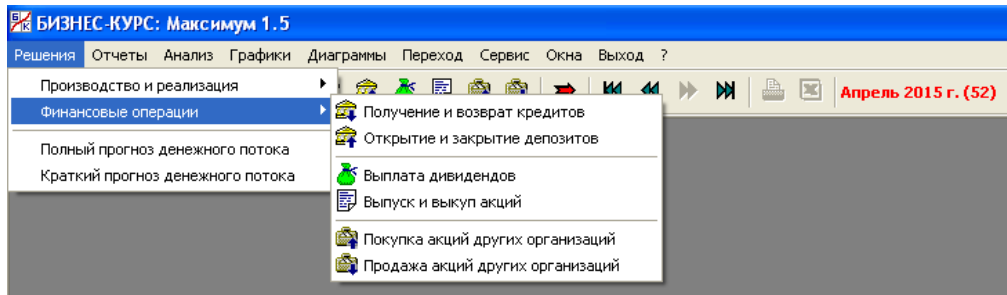 БИЗНЕС-КУРС: Максимум 1.5
Решения Отчеты Анализ Графики Диаграммы Переход Сервис Окна Выход ?
Производство и реализация
Апрель 2015 г. (52)
Финансовые операции
Получение и возврат кредитов
Открытие и закрытие депозитов
Полный прогноз денежного потока
Краткий прогноз денежного потока
Выплата дивидендов
Выпуск и выкуп акций
Покупка акций других организаций
Продажа акций других организаций